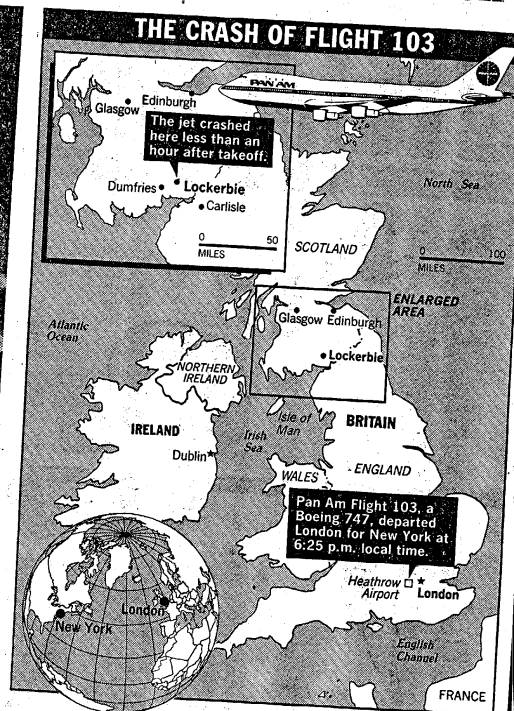 THE CRASH OF FLIGHT 103
PAN AM
PAN AM
Glasgow
Edinburgh
The jet crashed
here less than an
hour after takeoff.
Dumfries
Lockerbie
Carlisle
0 50
MILES
North Sea
SCOTLAND
0 100
MILES
ENLARGED
AREA
Glasgow Edinburgh
Lockerbie
Atlantic
Ocean
NORTHERN
IRELAND
Isle of
Man
BRITAIN
IRELAND
Irish
Sea
Dublin
ENGLAND
WALES
Pan Am Flight 103, a
Boeing 747, departed
London for New York at
6:25 p.m. local time.
Heathrow
Airport
London
London
New York
English
Channel
FRANCE